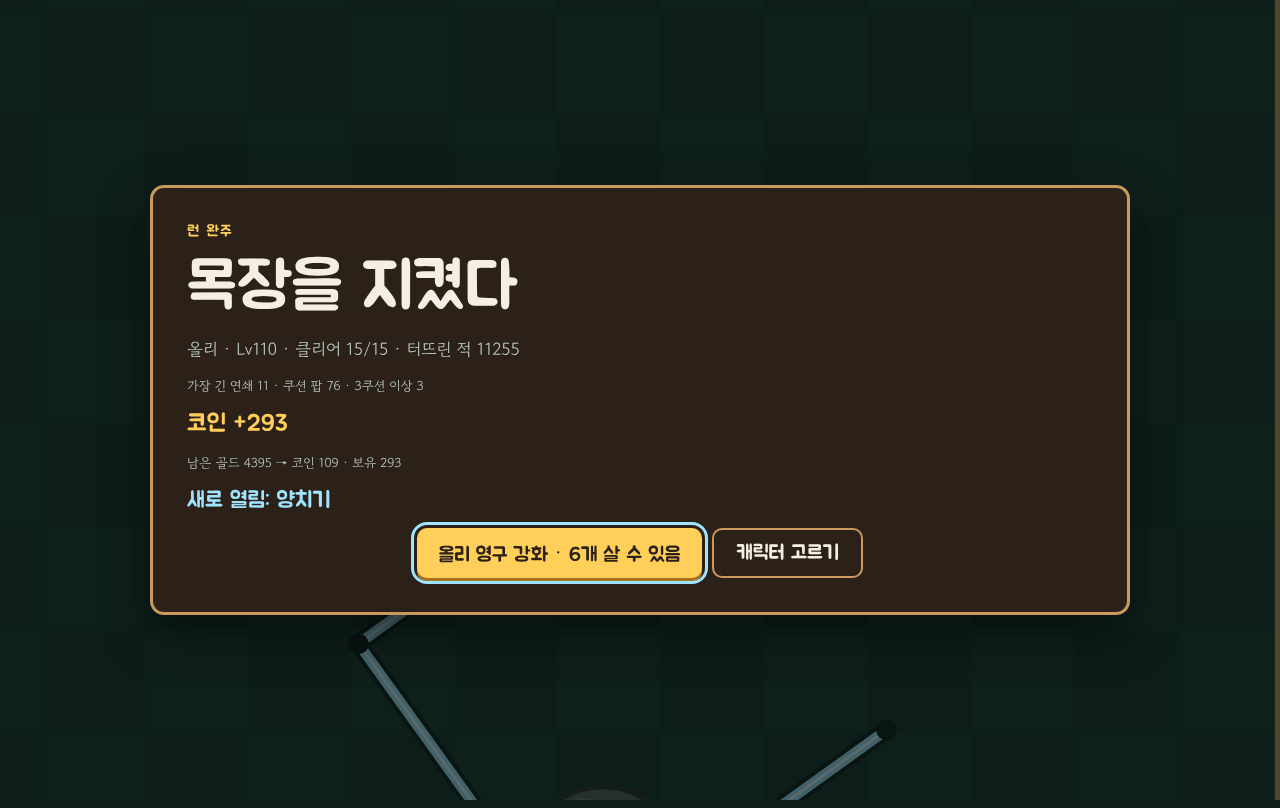 런 완주
목장을 지켰다
올리 · Lv110 · 클리어 15/15 · 터뜨린 적 11255
가장 긴 연쇄 11 · 쿠션 팝 76 · 3쿠션 이상 3
코인 +293
남은 골드 4395 → 코인 109 · 보유 293
새로 열림: 양치기
올리 영구 강화 · 6개 살 수 있음
캐릭터 고르기